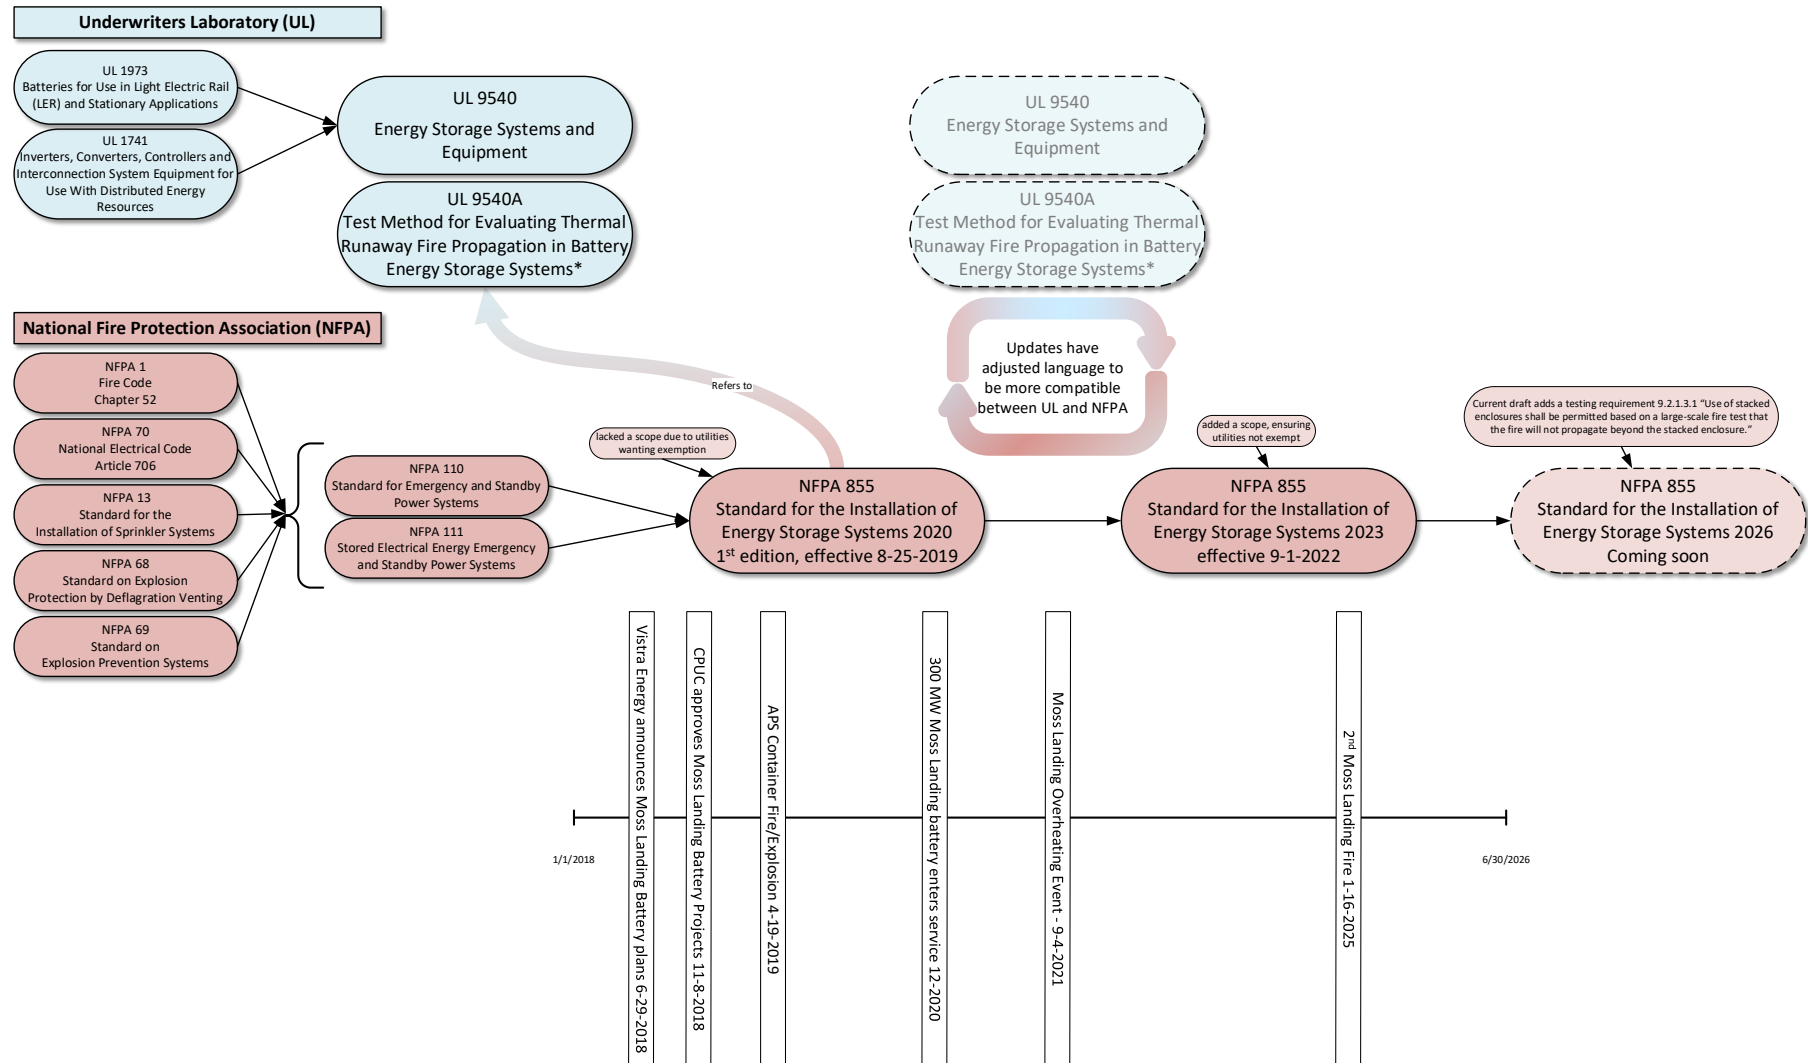 Underwriters Laboratory (UL)
UL 1973
Batteries for Use in Light Electric Rail
(LER) and Stationary Applications
UL 1741
Inverters, Converters, Controllers and
Interconnection System Equipment for
Use With Distributed Energy
Resources
UL 9540
Energy Storage Systems and
Equipment
UL 9540A
Test Method for Evaluating Thermal
Runaway Fire Propagation in Battery
Energy Storage Systems*
UL 9540
Energy Storage Systems and
Equipment
UL 9540A
Test Method for Evaluating Thermal
Runaway Fire Propagation in Battery
Energy Storage Systems*
National Fire Protection Association (NFPA)
NFPA 1
Fire Code
Chapter 52
NFPA 70
National Electrical Code
Article 706
NFPA 13
Standard for the
Installation of Sprinkler Systems
NFPA 68
Standard on Explosion
Protection by Deflagration Venting
NFPA 69
Standard on
Explosion Prevention Systems
NFPA 110
Standard for Emergency and Standby
Power Systems
NFPA 111
Stored Electrical Energy Emergency
and Standby Power Systems
Refers to
lacked a scope due to utilities
wanting exemption
NFPA 855
Standard for the Installation of
Energy Storage Systems 2020
1st edition, effective 8-25-2019
Updates have
adjusted language to
be more compatible
between UL and NFPA
added a scope, ensuring
utilities not exempt
NFPA 855
Standard for the Installation of
Energy Storage Systems 2023
effective 9-1-2022
Current draft adds a testing requirement 9.2.1.3.1 “Use of stacked
enclosures shall be permitted based on a large-scale fire test that
the fire will not propagate beyond the stacked enclosure.”
NFPA 855
Standard for the Installation of
Energy Storage Systems 2026
Coming soon
1/1/2018
Vistra Energy announces Moss Landing Battery plans 6-29-2018
CPUC approves Moss Landing Battery Projects 11-8-2018
APS Container Fire/Explosion 4-19-2019
300 MW Moss Landing battery enters service 12-2020
Moss Landing Overheating Event - 9-4-2021
2nd Moss Landing Fire 1-16-2025
6/30/2026